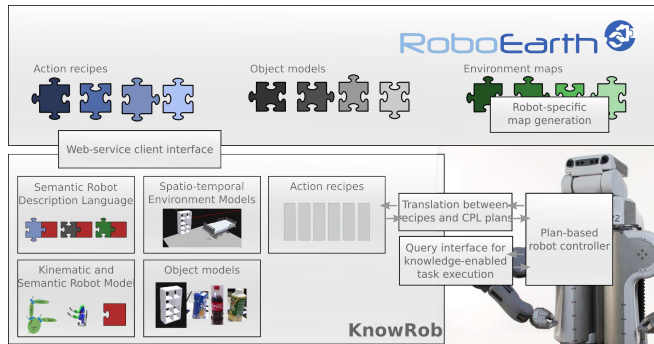 RoboEarth
Action recipes
Object models
Environment maps
Robot-specific
map generation
Web-service client interface
Semantic Robot
Description Language
Spatio-temporal
Environment Models
Action recipes
Translation between
recipes and CPL plans
Plan-based
robot controller
Query interface for
knowledge-enabled
task execution
Kinematic and
Semantic Robot Model
Object models
KnowRob